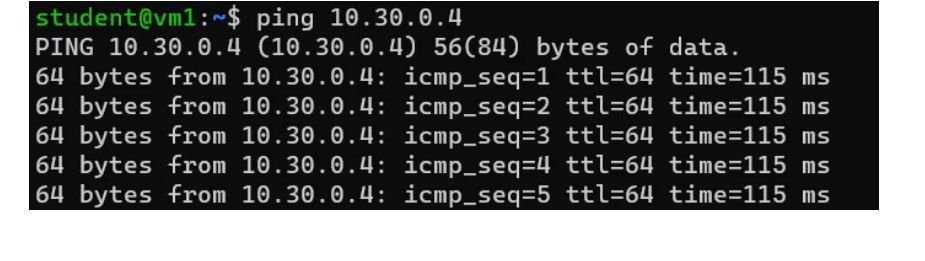 student@vm1:~$ ping 10.30.0.4
PING 10.30.0.4 (10.30.0.4) 56(84) bytes of data.
64 bytes from 10.30.0.4: icmp_seq=1 ttl=64 time=115 ms
64 bytes from 10.30.0.4: icmp_seq=2 ttl=64 time=115 ms
64 bytes from 10.30.0.4: icmp_seq=3 ttl=64 time=115 ms
64 bytes from 10.30.0.4: icmp_seq=4 ttl=64 time=115 ms
64 bytes from 10.30.0.4: icmp_seq=5 ttl=64 time=115 ms